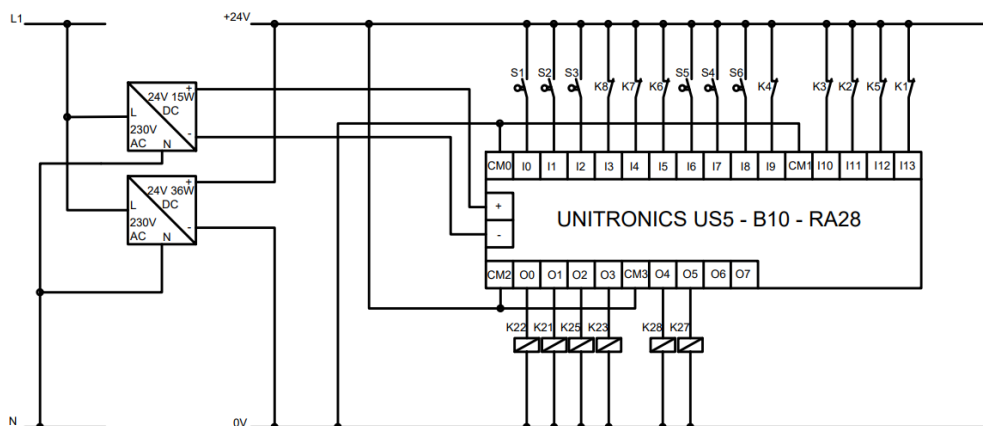 L1
+24V
S1 S2 S3 K8 K7 K6 S5 S4 S6 K4 K3 K2 K5 K1
+
24V 15W
DC
L
230V
AC
N
-
CM0 I0 I1 I2 I3 I4 I5 I6 I7 I8 I9 CM1 I10 I11 I12 I13
+
24V 36W
DC
L
230V
AC
N
-
+
-
UNITRONICS US5 - B10 - RA28
CM2 O0 O1 O2 O3 CM3 O4 O5 O6 O7
K22 K21 K25 K23 K28 K27
N
0V